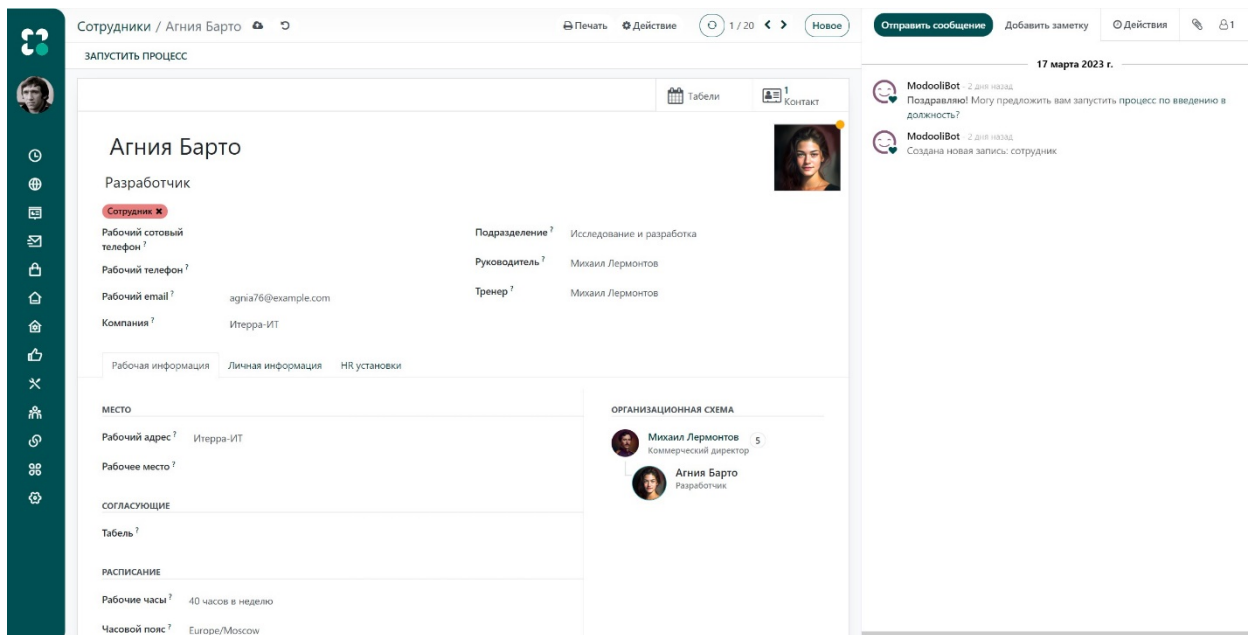 Сотрудники / Агния Барто
Печать
Действие
1 / 20
Новое
Отправить сообщение
Добавить заметку
Действия
1
ЗАПУСТИТЬ ПРОЦЕСС
17 марта 2023 г.
Табели
1
Контакт
ModooliBot - 2 дня назад
Поздравляю! Могу предложить вам запустить процесс по введению в
должность?
ModooliBot - 2 дня назад
Создана новая запись: сотрудник
Агния Барто
Разработчик
Сотрудник ×
Рабочий сотовый
телефон ?
Рабочий телефон ?
Рабочий email ? agnia76@example.com
Компания ? Итерра-ИТ
Подразделение ? Исследование и разработка
Руководитель ? Михаил Лермонтов
Тренер ? Михаил Лермонтов
Рабочая информация
Личная информация
HR установки
МЕСТО
Рабочий адрес ? Итерра-ИТ
Рабочее место ?
СОГЛАСУЮЩИЕ
Табель ?
РАСПИСАНИЕ
Рабочие часы ? 40 часов в неделю
Часовой пояс ? Europe/Moscow
ОРГАНИЗАЦИОННАЯ СХЕМА
Михаил Лермонтов 5
Коммерческий директор
Агния Барто
Разработчик